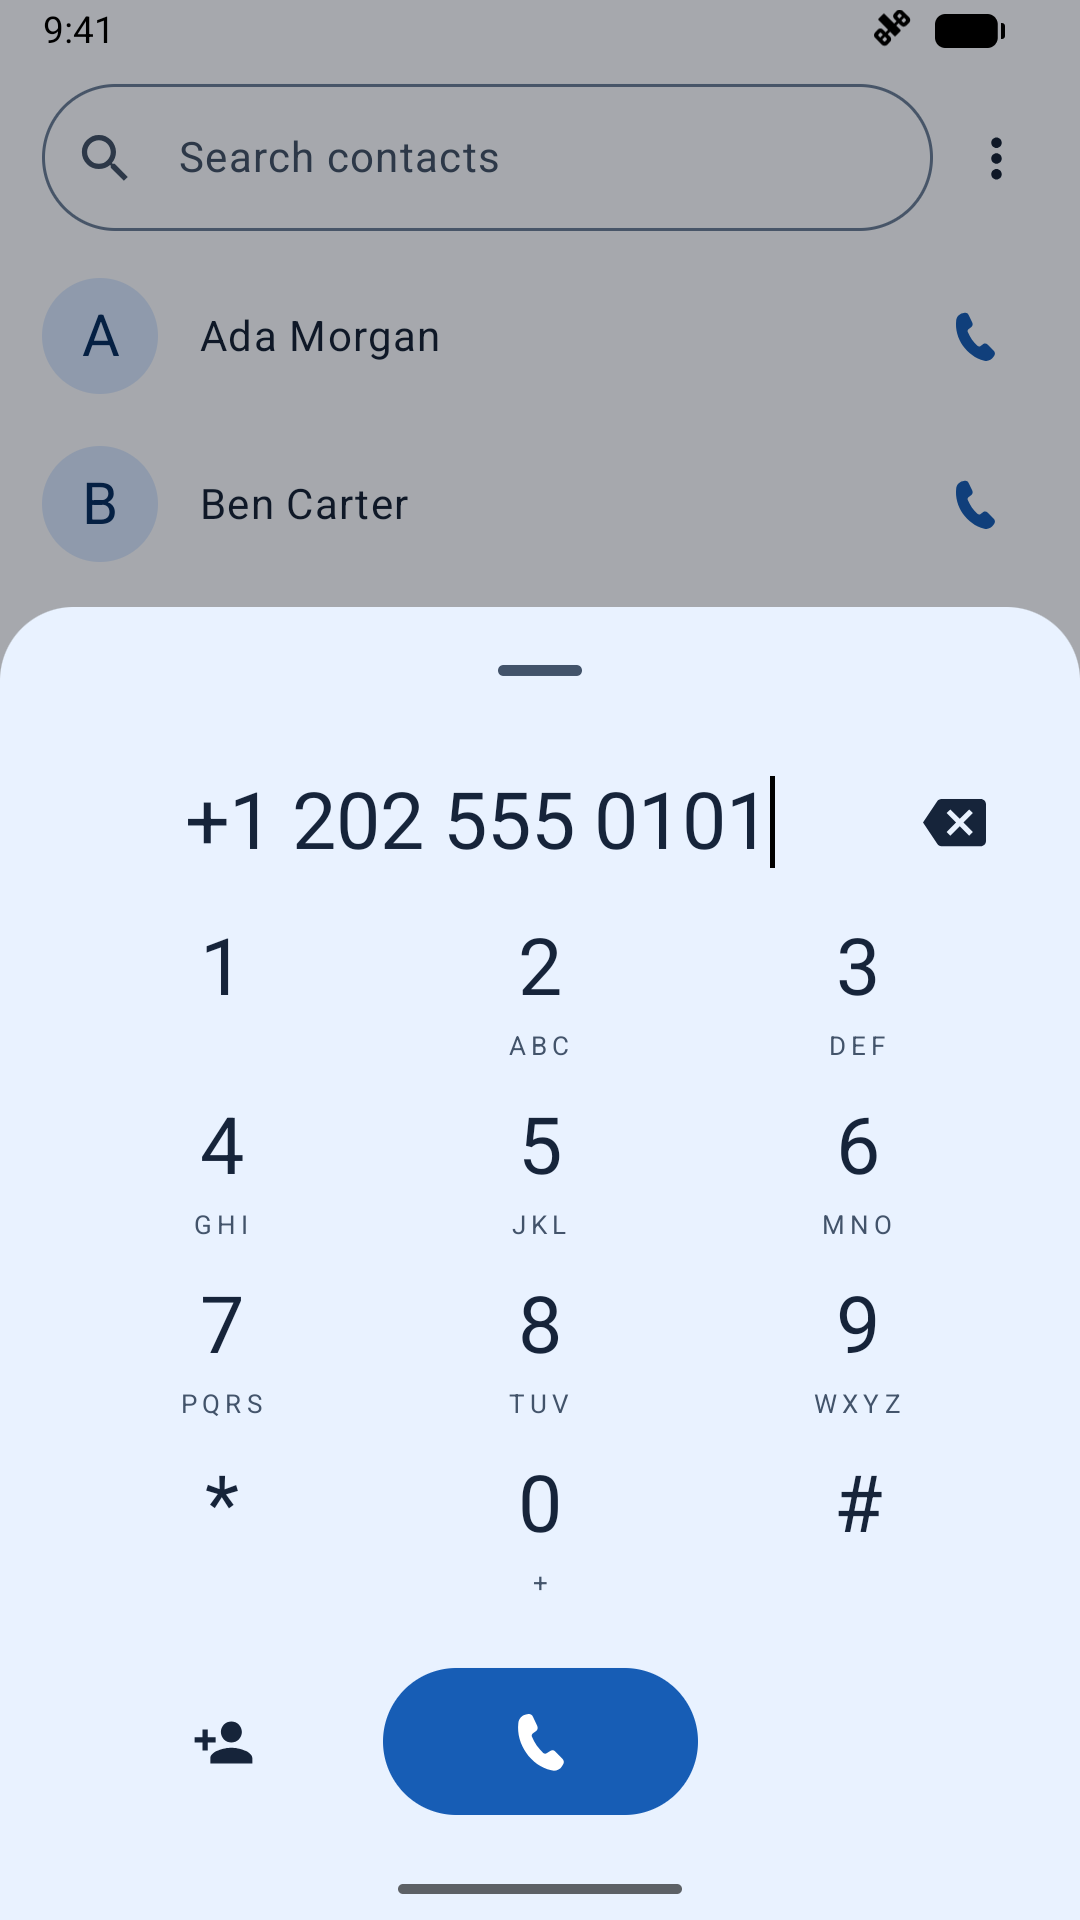 9:41
Search contacts
A Ada Morgan
B Ben Carter
+1 202 555 0101
1 2 3
ABC DEF
4 5 6
GHI JKL MNO
7 8 9
PQRS TUV WXYZ
* 0 #
+